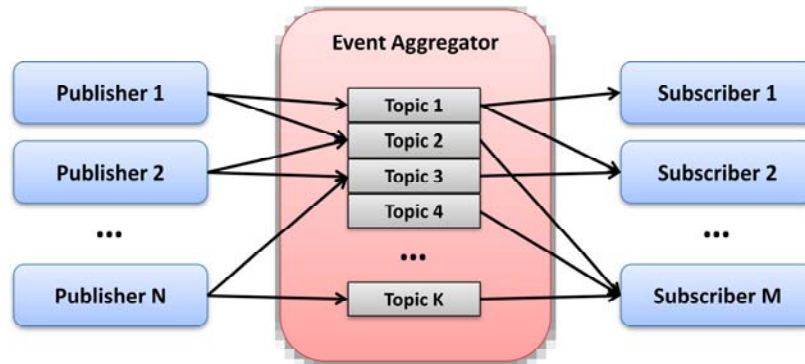 Event Aggregator
Publisher 1
Publisher 2
...
Publisher N
Topic 1
Topic 2
Topic 3
Topic 4
...
Topic K
Subscriber 1
Subscriber 2
...
Subscriber M